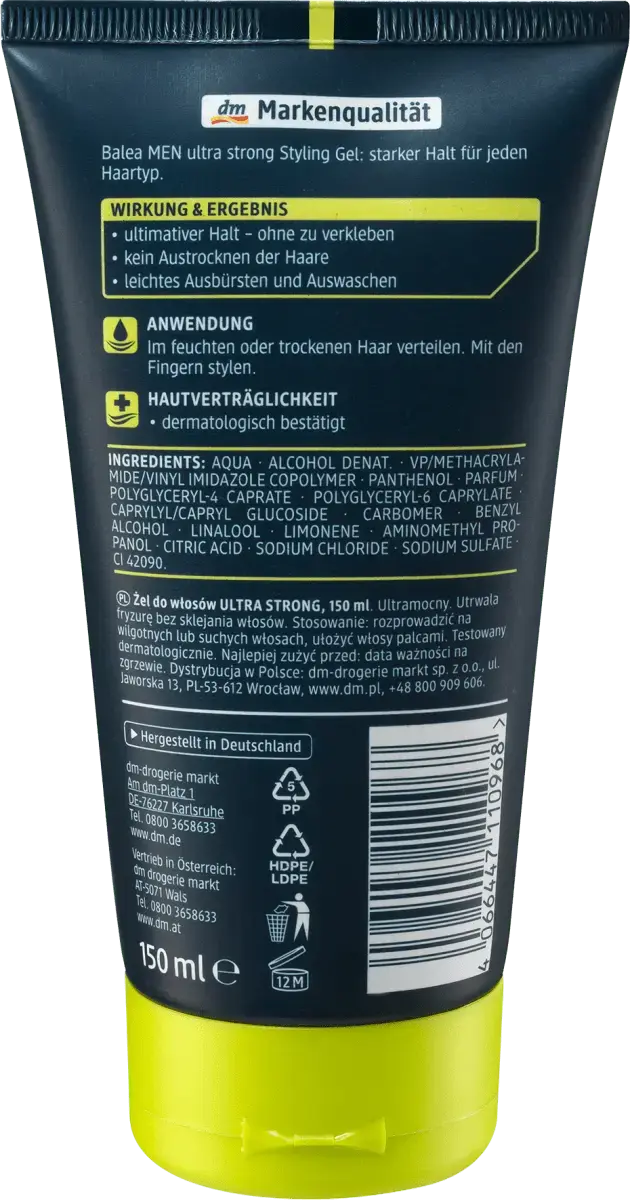 dm Markenqualität
Balea MEN ultra strong Styling Gel: starker Halt für jeden
Haartyp.
WIRKUNG & ERGEBNIS
• ultimativer Halt – ohne zu verkleben
• kein Austrocknen der Haare
• leichtes Ausbürsten und Auswaschen
ANWENDUNG
Im feuchten oder trockenen Haar verteilen. Mit den
Fingern stylen.
HAUTVERTRÄGLICHKEIT
• dermatologisch bestätigt
INGREDIENTS: AQUA · ALCOHOL DENAT. · VP/METHACRYLA-
MIDE/VINYL IMIDAZOLE COPOLYMER · PANTHENOL · PARFUM ·
POLYGLYCERYL-4 CAPRATE · POLYGLYCERYL-6 CAPRYLATE ·
CAPRYLYL/CAPRYL GLUCOSIDE · CARBOMER · BENZYL
ALCOHOL · LINALOOL · LIMONENE · AMINOMETHYL PRO-
PANOL · CITRIC ACID · SODIUM CHLORIDE · SODIUM SULFATE ·
CI 42090.
PL Żel do włosów ULTRA STRONG, 150 ml. Ultramocny. Utrwala
fryzurę bez sklejania włosów. Stosowanie: rozprowadzić na
wilgotnych lub suchych włosach, ułożyć włosy palcami. Testowany
dermatologicznie. Najlepiej zużyć przed: data ważności na
zgrzewie. Dystrybucja w Polsce: dm-drogerie markt sp. z o.o., ul.
Jaworska 13, PL-53-612 Wrocław, www.dm.pl, +48 800 909 606.
Hergestellt in Deutschland
dm-drogerie markt
Am dm-Platz 1
DE-76227 Karlsruhe
Tel. 0800 3658633
www.dm.de
Vertrieb in Österreich:
dm drogerie markt
AT-5071 Wals
Tel. 0800 3658633
www.dm.at
150 ml e
5
PP
HDPE/
LDPE
12 M
4 066447 110968 >